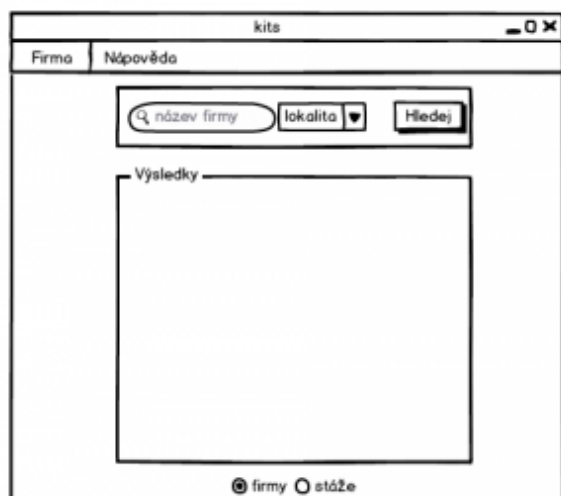 kits
Firma Nápověda
název firmy lokalita Hledej
Výsledky
firmy stáže